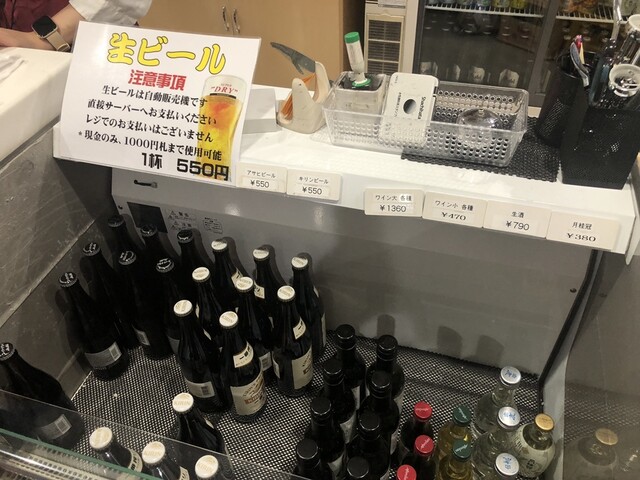 生ビール
注意事項
生ビールは自動販売機です
直接サーバーへお支払いください
レジでのお支払いはございません
*現金のみ、1000円札まで使用可能
1杯 550円
"DRY"
アサヒビール
¥550
キリンビール
¥550
ワイン大 各種
¥1360
ワイン小 各種
¥470
生酒
¥790
月桂冠
¥380